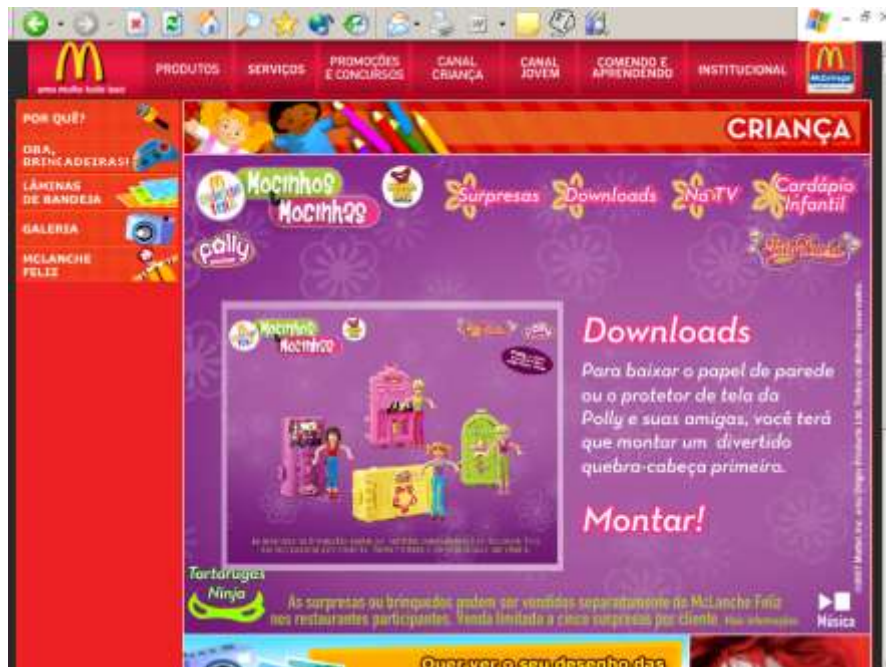 PRODUTOS
SERVIÇOS
PROMOÇÕES
E CONCURSOS
CANAL
CRIANÇA
CANAL
JOVEM
COMENDO E
APRENDENDO
INSTITUCIONAL
POR QUÊ?
OBA,
BRINCADEIRAS!
LÂMINAS
DE BANDEJA
GALERIA
MCLANCHE
FELIZ
CRIANÇA
Mocinhos
Mocinhas
Surpresas
Downloads
Na TV
Cardápio
Infantil
Polly
Mocinhos
Mocinhas
Downloads
Para baixar o papel de parede
ou o protetor de tela da
Polly e suas amigas, você terá
que montar um divertido
quebra-cabeça primeiro.
Montar!
Tartarugas
Ninja
As surpresas ou brinquedos podem ser vendidos separadamente do McLanche Feliz
nos restaurantes participantes. Venda limitada a cinco surpresas por cliente. Mais informações
Música
Quer ver o seu desenho das